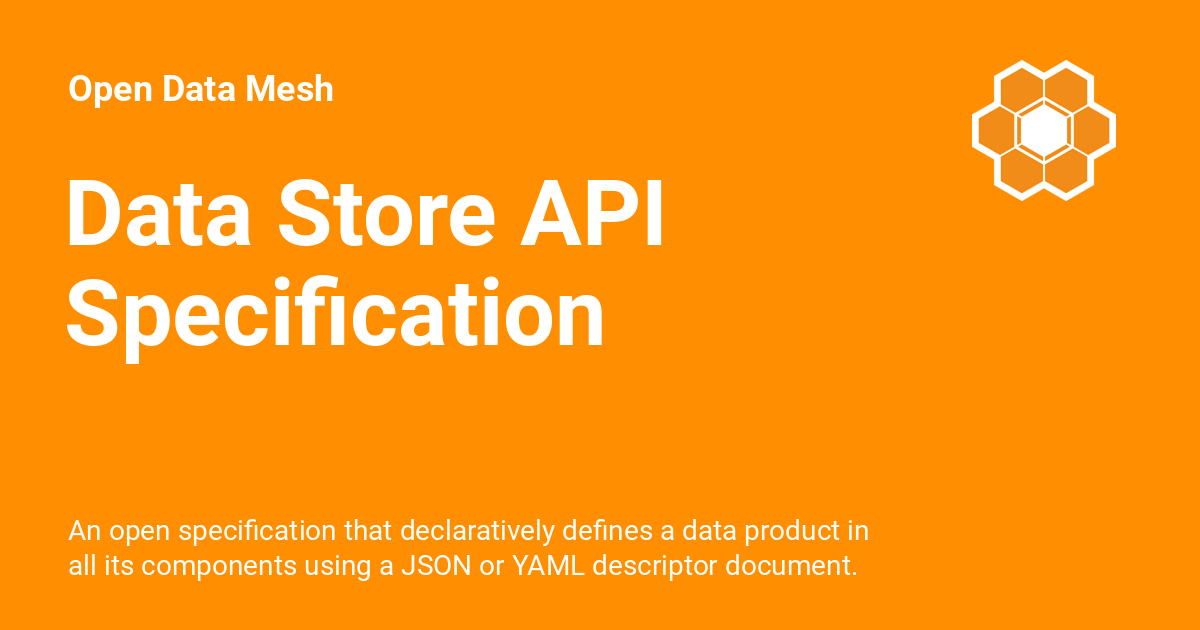 Open Data Mesh
Data Store API
Specification
An open specification that declaratively defines a data product in
all its components using a JSON or YAML descriptor document.